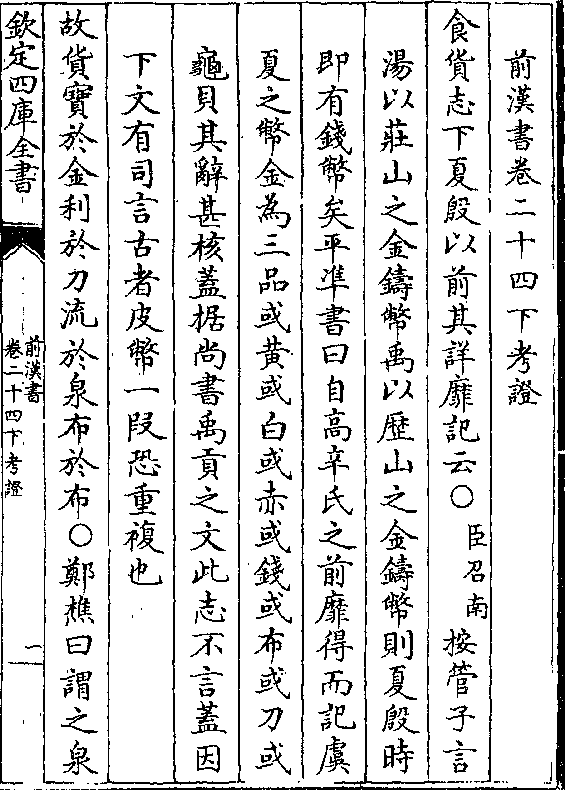 前漢書卷二十四下考證
食貨志下夏殷以前其詳靡記云○臣召南按管子言
湯以莊山之金鑄幣禹以歷山之金鑄幣則夏殷時
即有錢幣矣平準書曰自高辛氏之前靡得而記虞
夏之幣金為三品或黄或白或赤或錢或布或刀或
龜貝其辭甚核蓋据尚書禹貢之文此志不言蓋因
下文有司言古者皮幣一段恐重複也
故貨寶於金利於刀流於泉布於布○鄭樵曰謂之泉
欽定四庫全書
前漢書
卷二十四下考證
一